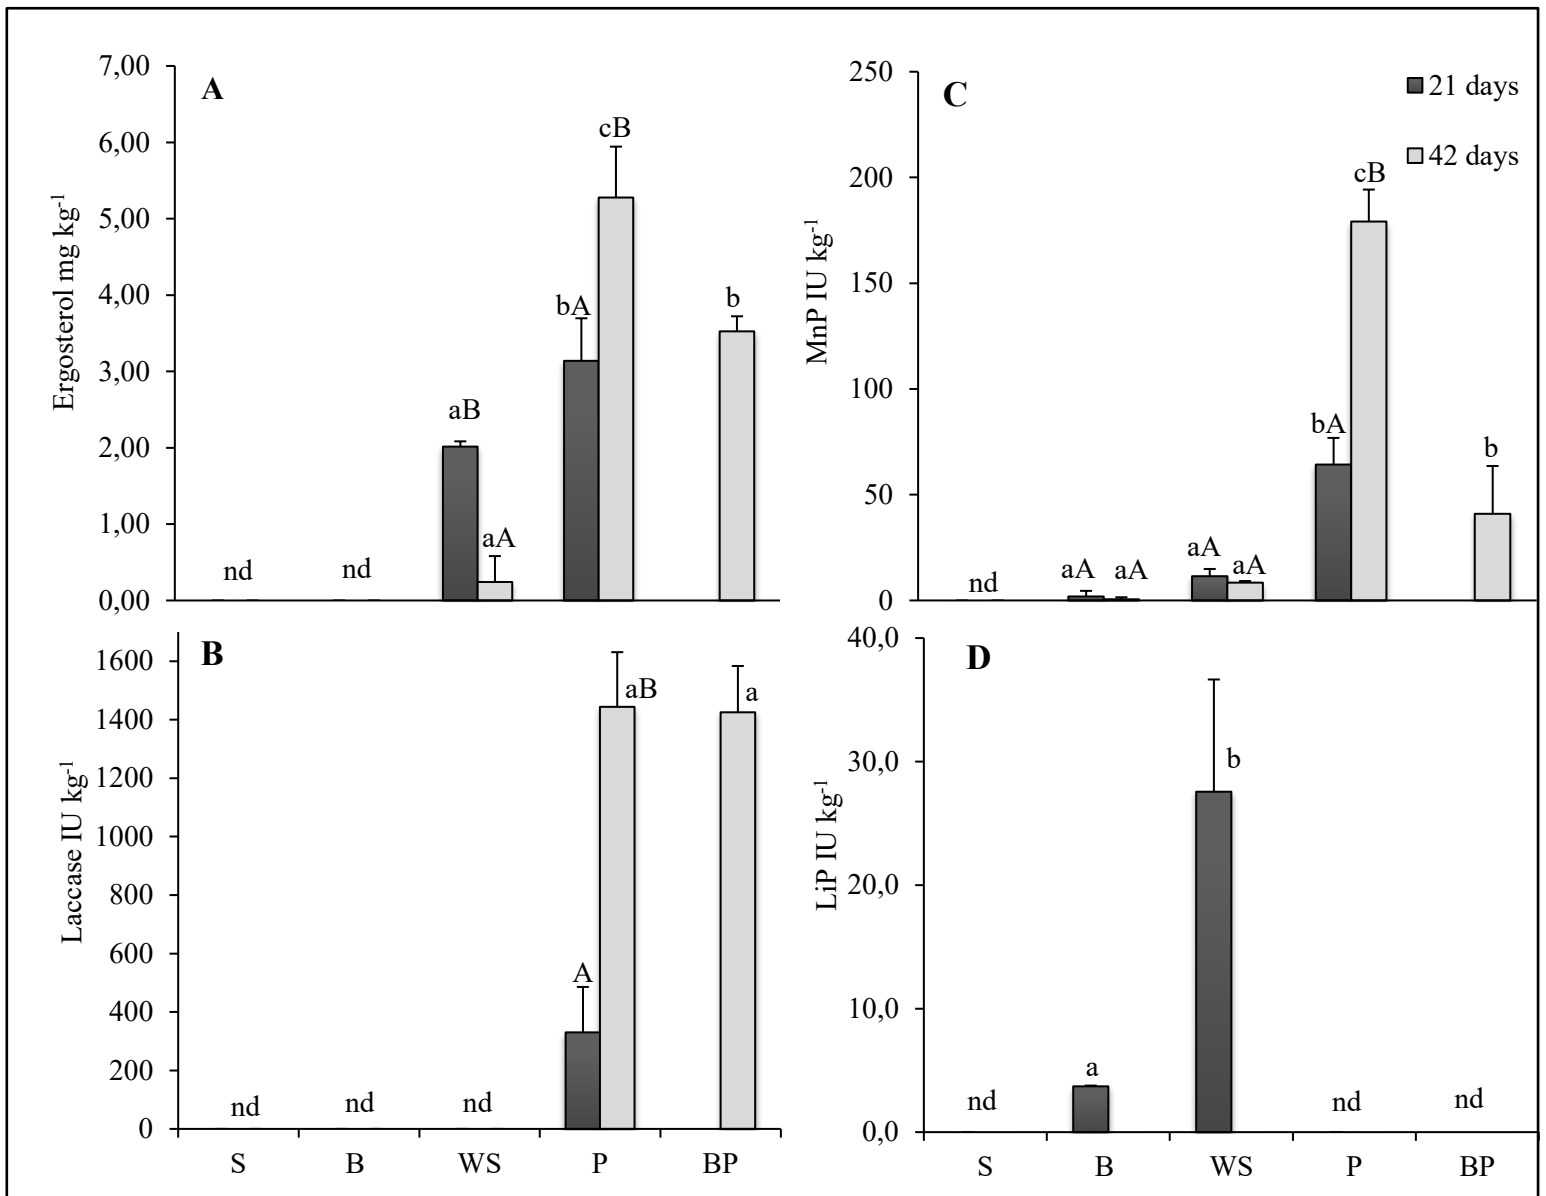 A
7,00
6,00
5,00
4,00
3,00
2,00
1,00
0,00
Ergosterol mg kg-1
nd
nd
aB
aA
bA
cB
b
C
250
200
150
100
50
0
MnP IU kg-1
21 days
42 days
nd
aA
aA
aA
aA
bA
cB
b
B
1600
1400
1200
1000
800
600
400
200
0
Laccase IU kg-1
nd
nd
nd
A
aB
a
S B WS P BP
D
40,0
30,0
20,0
10,0
0,0
LiP IU kg-1
nd
a
b
nd
nd
S B WS P BP